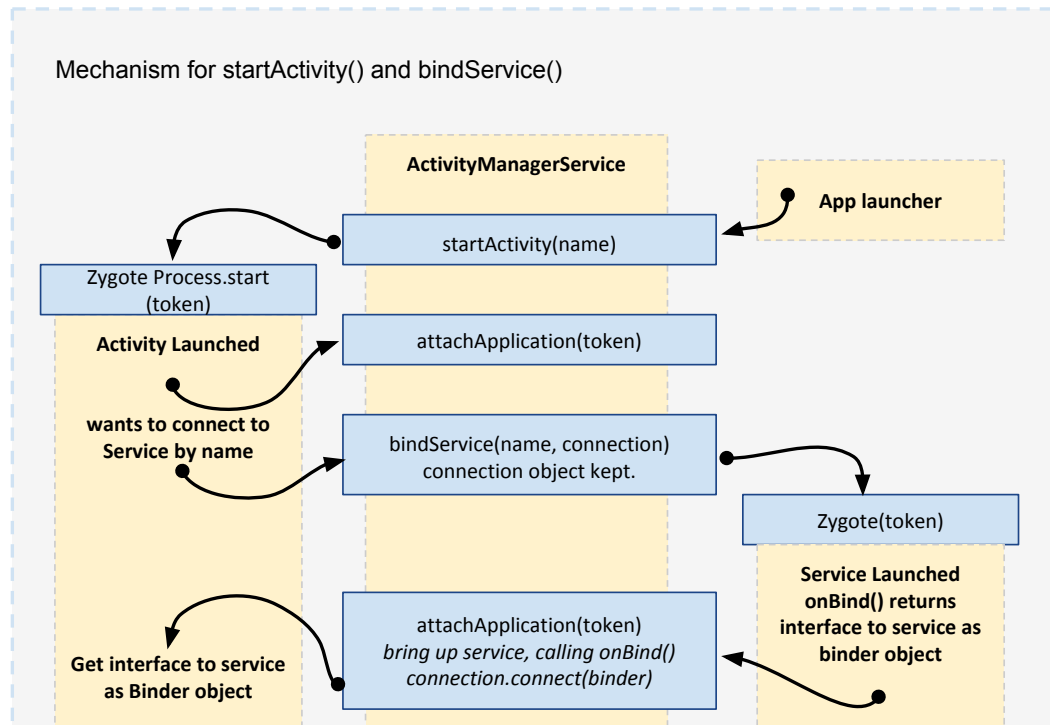 Mechanism for startActivity() and bindService()
ActivityManagerService
App launcher
startActivity(name)
Zygote Process.start
(token)
Activity Launched
attachApplication(token)
wants to connect to
Service by name
bindService(name, connection)
connection object kept.
Zygote(token)
Service Launched
onBind() returns
interface to service as
binder object
attachApplication(token)
bring up service, calling onBind()
connection.connect(binder)
Get interface to service
as Binder object